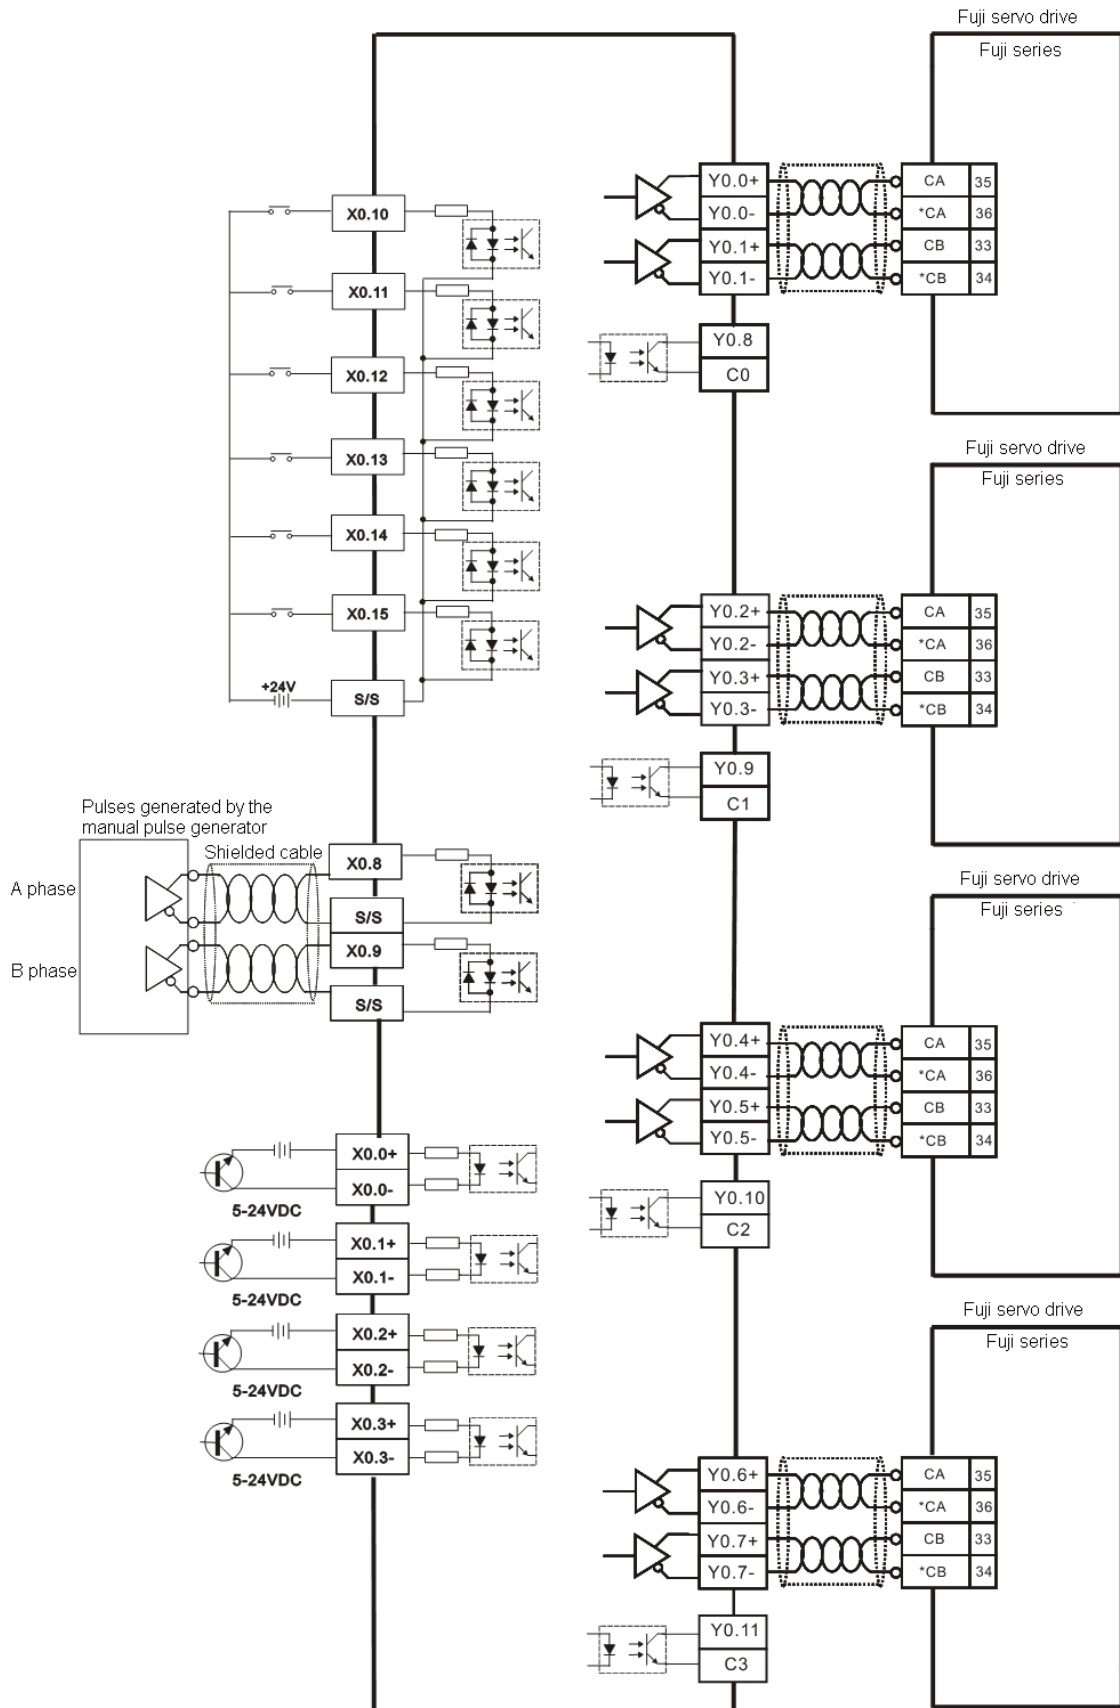 Fuji servo drive
Fuji series
Y0.0+
CA 35
Y0.0-
*CA 36
Y0.1+
CB 33
Y0.1-
*CB 34
Y0.8
C0
X0.10
X0.11
X0.12
X0.13
X0.14
X0.15
+24V
S/S
Fuji servo drive
Fuji series
Y0.2+
CA 35
Y0.2-
*CA 36
Y0.3+
CB 33
Y0.3-
*CB 34
Y0.9
C1
Pulses generated by the
manual pulse generator
Shielded cable
A phase
B phase
X0.8
S/S
X0.9
S/S
Fuji servo drive
Fuji series
Y0.4+
CA 35
Y0.4-
*CA 36
Y0.5+
CB 33
Y0.5-
*CB 34
Y0.10
C2
X0.0+
X0.0-
5-24VDC
X0.1+
X0.1-
5-24VDC
X0.2+
X0.2-
5-24VDC
X0.3+
X0.3-
5-24VDC
Fuji servo drive
Fuji series
Y0.6+
CA 35
Y0.6-
*CA 36
Y0.7+
CB 33
Y0.7-
*CB 34
Y0.11
C3